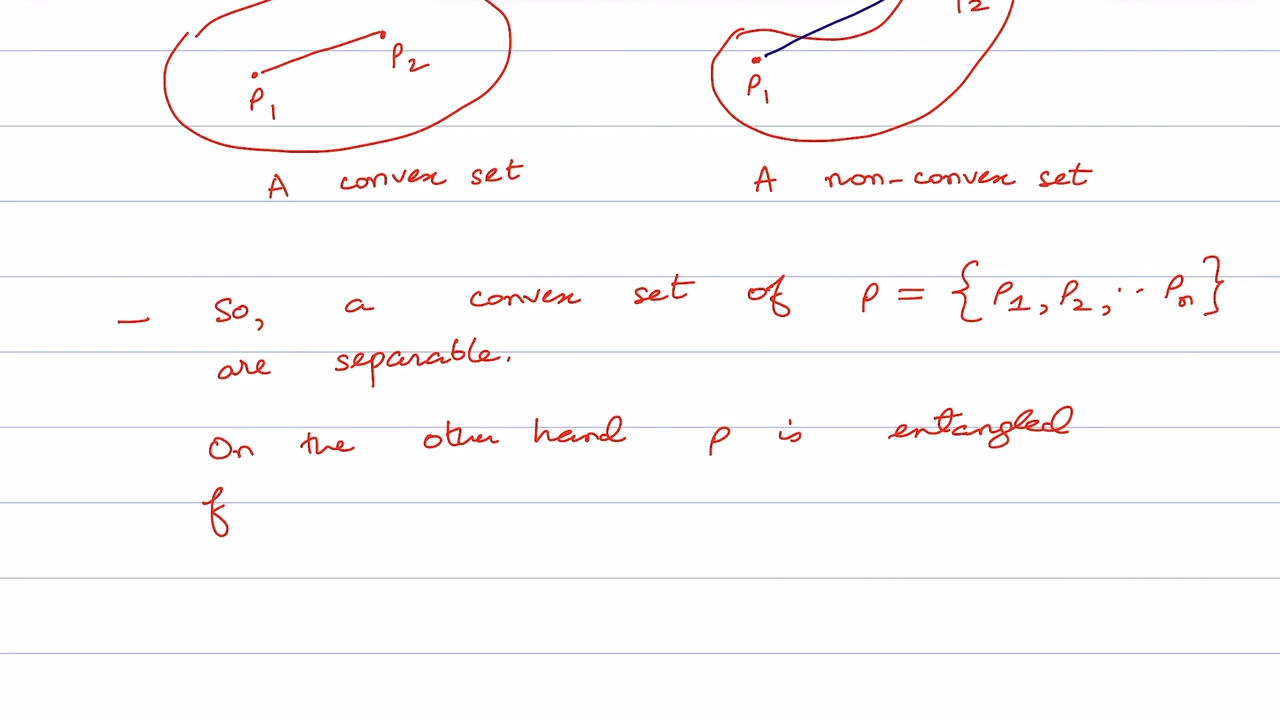 ρ₂
ρ₁
ρ₂
ρ₁
A convex set
A non-convex set
– So, a convex set of ρ = {ρ₁, ρ₂, ·· ρₙ}
are separable.
On the other hand ρ is entangled
f